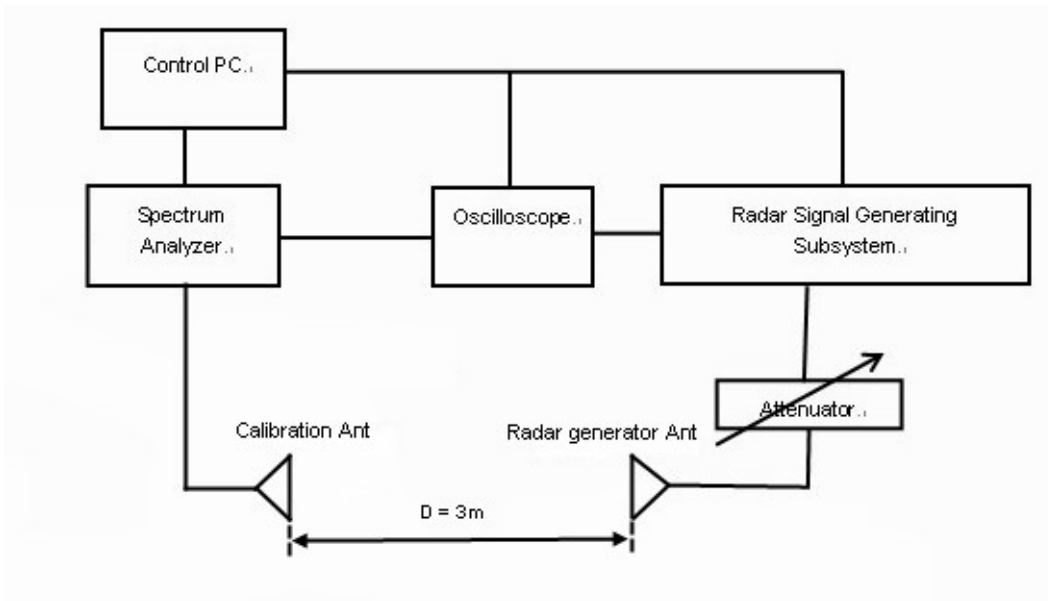 Control PC.
Spectrum
Analyzer.
Oscilloscope.
Radar Signal Generating
Subsystem.
Attenuator.
Calibration Ant
Radar generator Ant
D = 3m